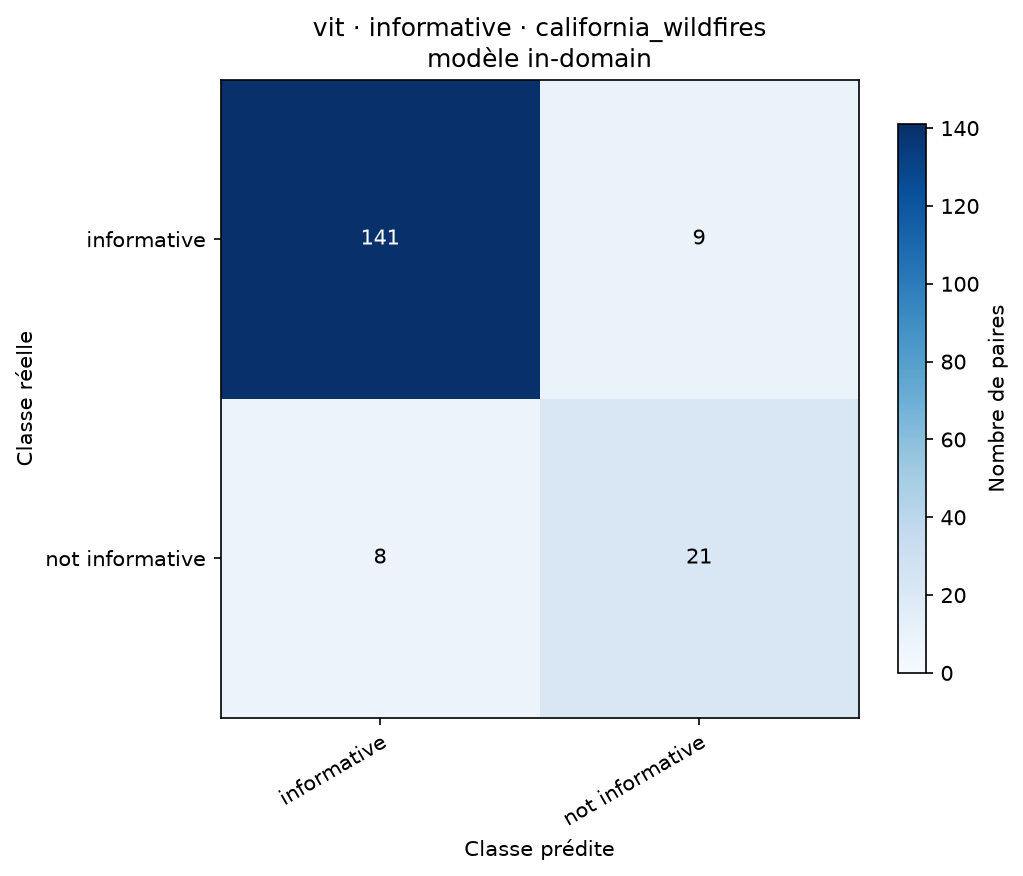 vit · informative · california_wildfires
modèle in-domain
Classe réelle
informative
not informative
141
9
8
21
informative
not informative
Classe prédite
140
120
100
80
60
40
20
0
Nombre de paires